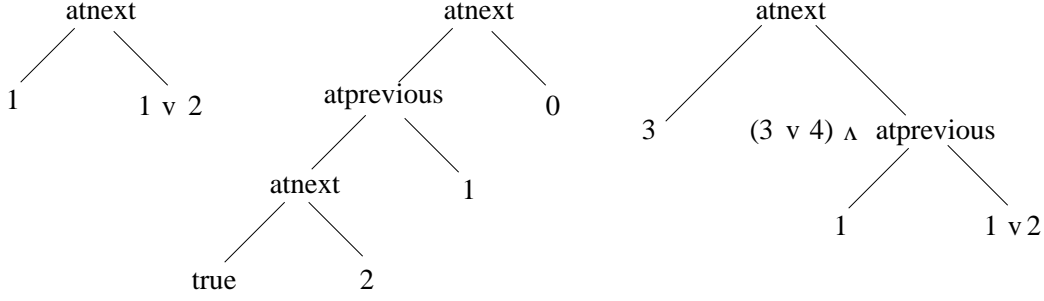 atnext atnext atnext
1 1 v 2 atprevious 0
3 (3 v 4) ∧ atprevious
atnext 1
1 1 v 2
true 2